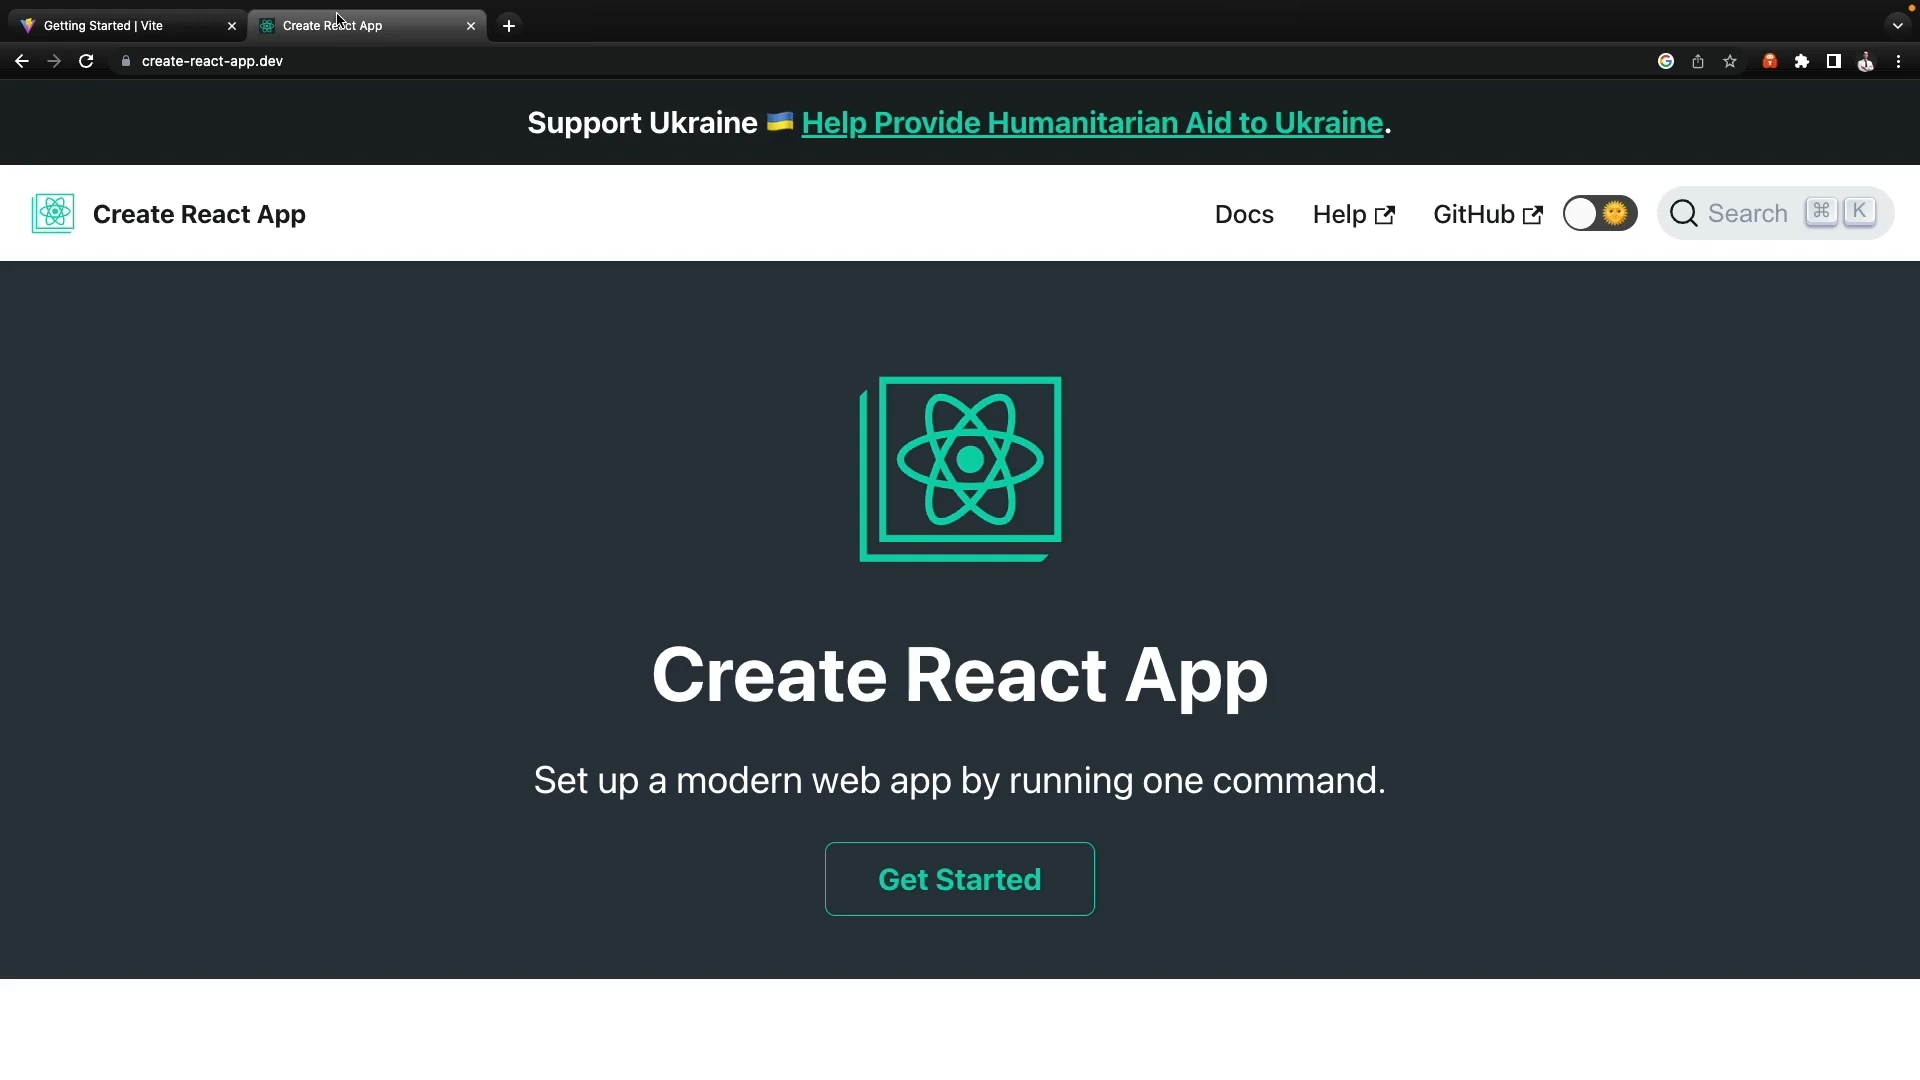 Getting Started | Vite
Create React App
create-react-app.dev
Support Ukraine 🇺🇦 Help Provide Humanitarian Aid to Ukraine.
Create React App
Docs
Help
GitHub
Search ⌘ K
Create React App
Set up a modern web app by running one command.
Get Started